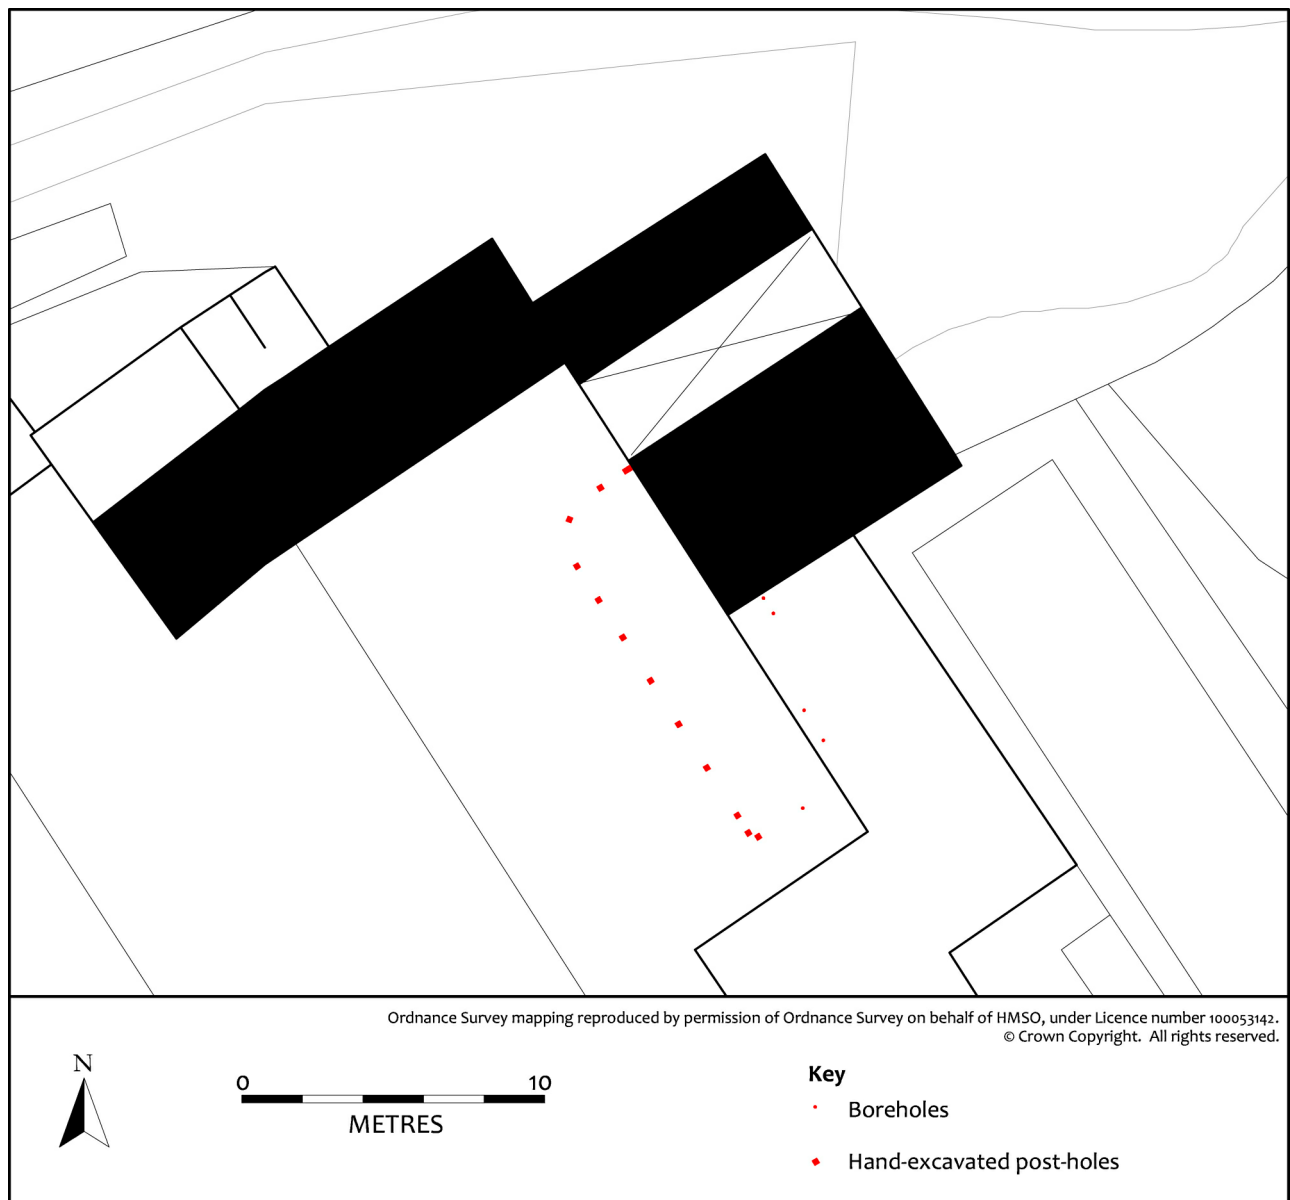 Ordnance Survey mapping reproduced by permission of Ordnance Survey on behalf of HMSO, under Licence number 100053142.
© Crown Copyright. All rights reserved.
N
0 10
METRES
Key
Boreholes
Hand-excavated post-holes